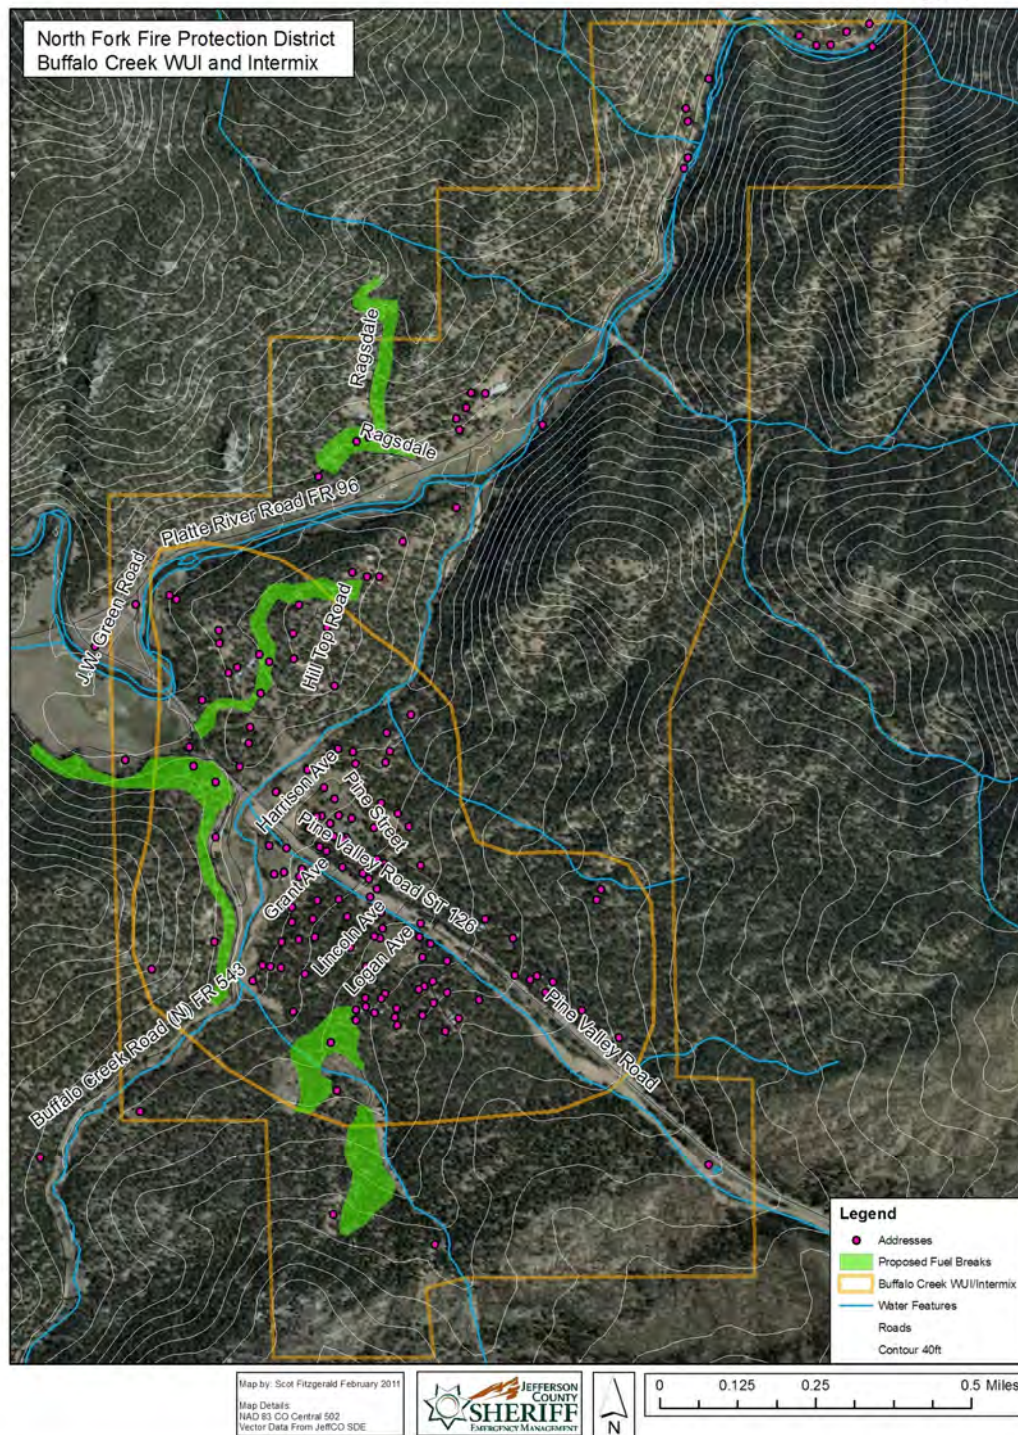 North Fork Fire Protection District
Buffalo Creek WUI and Intermix
Ragsdale
Ragsdale
Platte River Road FR 96
J.W. Green Road
Hill Top Road
Harrison Ave
Pine Street
Pine Valley Road ST 126
Grant Ave
Lincoln Ave
Logan Ave
Buffalo Creek Road (N) FR 543
Pine Valley Road
Legend
Addresses
Proposed Fuel Breaks
Buffalo Creek WUI/Intermix
Water Features
Roads
Contour 40ft
Map by: Scot Fitzgerald February 2011
Map Details:
NAD 83 CO Central 502
Vector Data From JeffCO SDE
JEFFERSON
COUNTY
SHERIFF
EMERGENCY MANAGEMENT
N
0 0.125 0.25 0.5 Miles